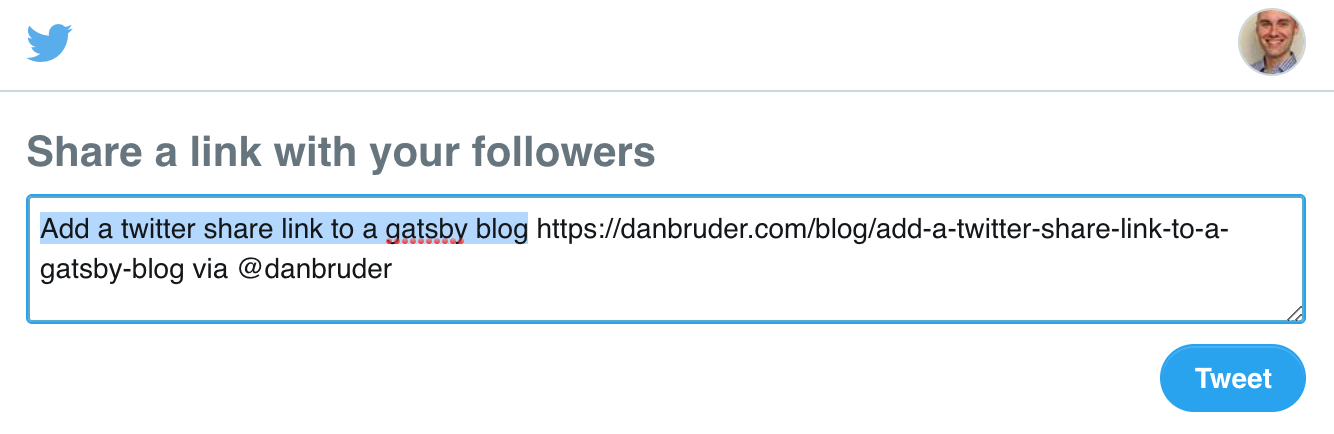 Share a link with your followers
Add a twitter share link to a gatsby blog https://danbruder.com/blog/add-a-twitter-share-link-to-a-
gatsby-blog via @danbruder
Tweet